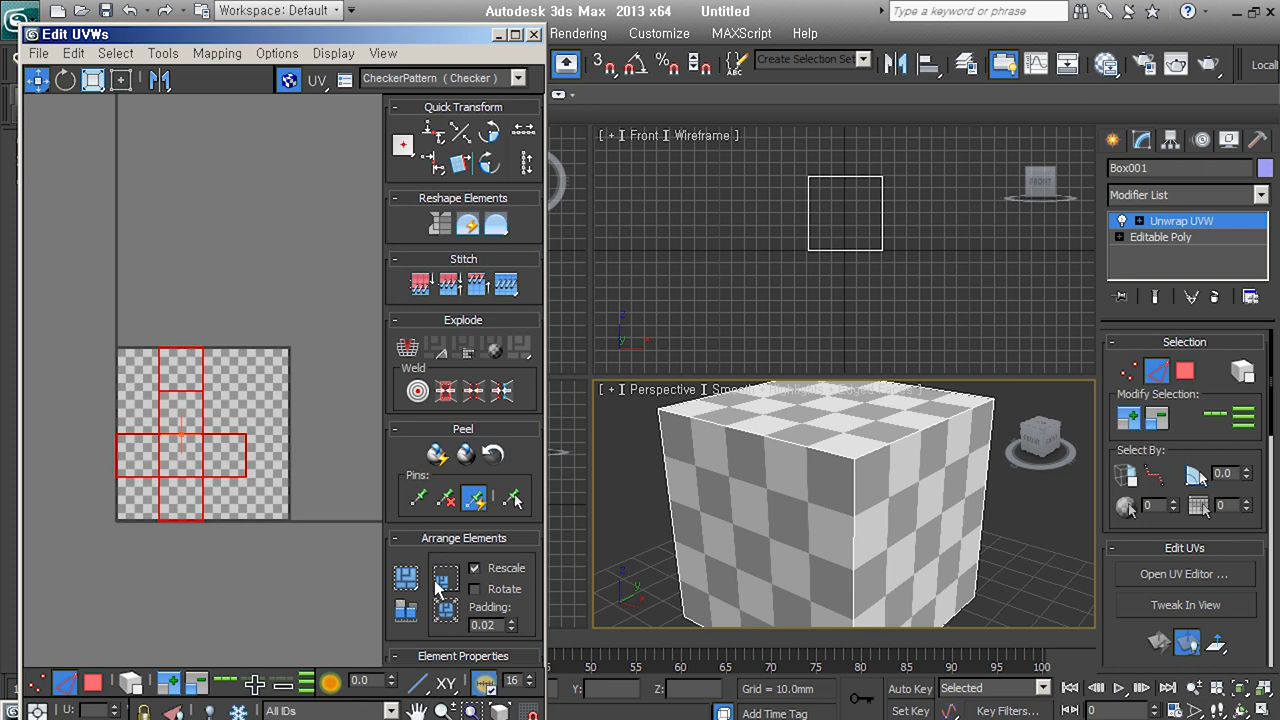 Workspace: Default
Autodesk 3ds Max 2013 x64 Untitled
Type a keyword or phrase
Edit UVWs
Rendering Customize MAXScript Help
File Edit Select Tools Mapping Options Display View
3 Create Selection Set
Locali
UV CheckerPattern ( Checker )
Quick Transform
[ + ] Front ] Wireframe ]
FRONT
Box001
Modifier List
Reshape Elements
Unwrap UVW
Editable Poly
Stitch
Explode
Selection
Weld
[ + ] Perspective ]
Modify Selection:
Peel
Select By:
0.0
Pins:
0 0
Arrange Elements
Edit UVs
Rescale
Open UV Editor ...
Rotate
Padding:
Tweak In View
0.02
Element Properties
50 55 60 65 70 75 80 85 90 95 100
0.0 XY 16
Y: Z: Grid = 10.0mm Auto Key Selected
U: All IDs Add Time Tag Set Key Key Filters... 0